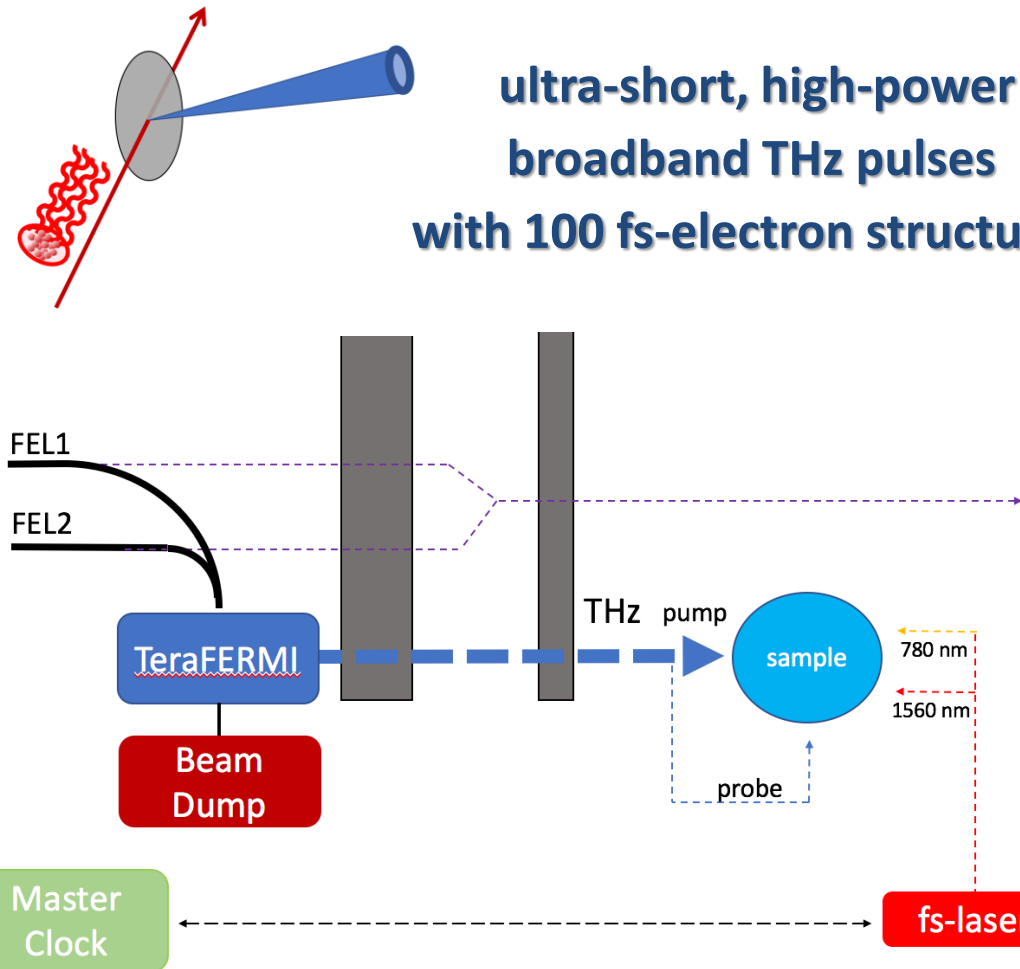 ultra-short, high-power
broadband THz pulses
with 100 fs-electron structu
FEL1
FEL2
THz pump
TeraFERMI
sample
780 nm
1560 nm
Beam
Dump
probe
Master
Clock
fs-laser